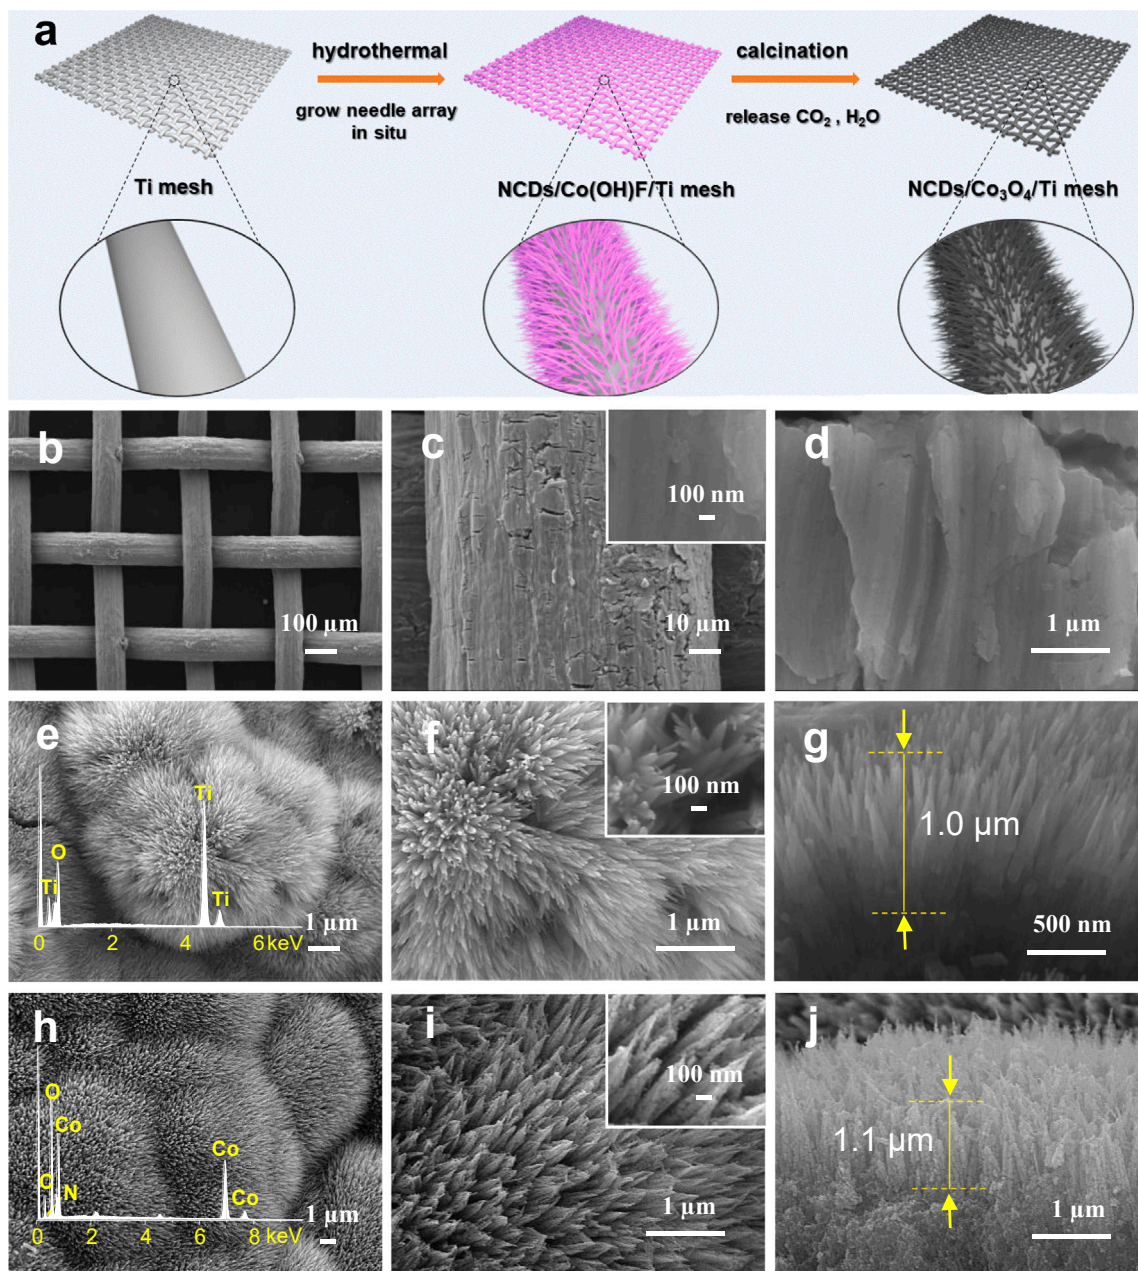 a
hydrothermal
grow needle array
in situ
calcination
release CO₂ , H₂O
Ti mesh
NCDs/Co(OH)F/Ti mesh
NCDs/Co₃O₄/Ti mesh
b
100 µm
c
100 nm
10 µm
d
1 µm
e
Ti
O
Ti
Ti
1 µm
0 2 4 6 keV
f
100 nm
1 µm
g
1.0 µm
500 nm
h
O
Co
C
N
Co
Co
1 µm
0 2 4 6 8 keV
i
100 nm
1 µm
j
1.1 µm
1 µm